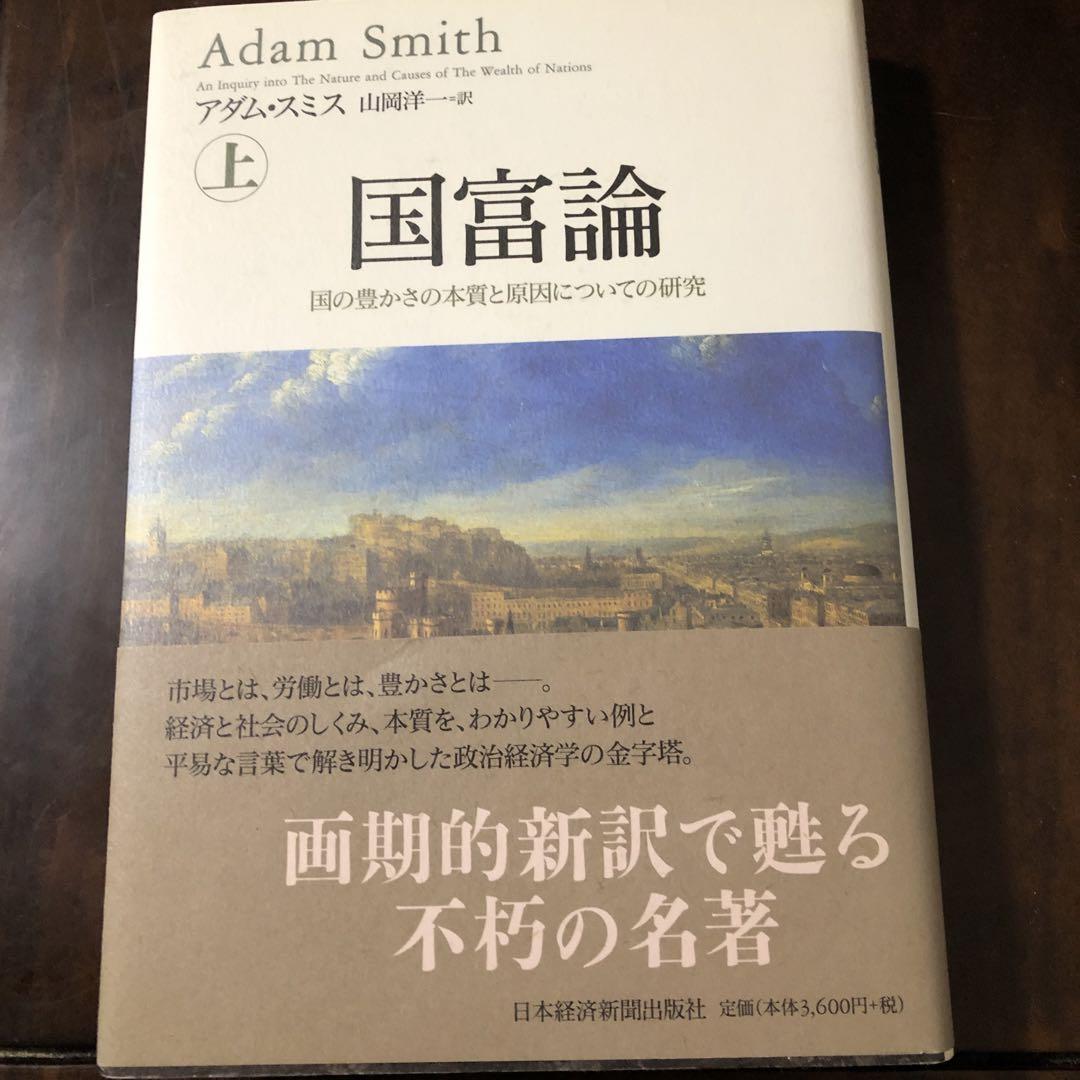 Adam Smith
An Inquiry into The Nature and Causes of The Wealth of Nations
アダム・スミス 山岡洋一=訳
上
国富論
国の豊かさの本質と原因についての研究
市場とは、労働とは、豊かさとは──。
経済と社会のしくみ、本質を、わかりやすい例と
平易な言葉で解き明かした政治経済学の金字塔。
画期的新訳で甦る
不朽の名著
日本経済新聞出版社 定価(本体3,600円+税)